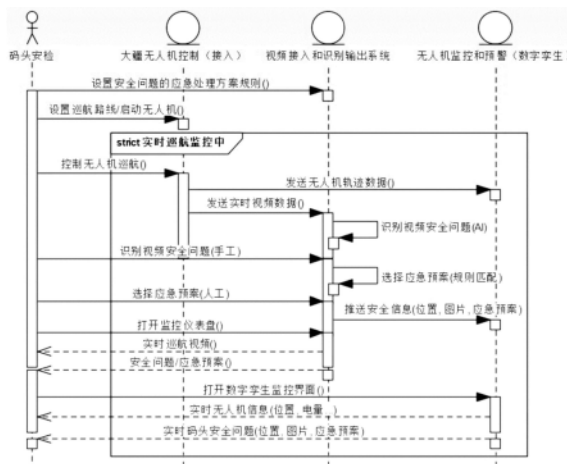 码头安检
大疆无人机控制（接入）
视频接入和识别输出系统
无人机监控和预警（数字孪生
设置安全问题的应急处理方案规则()
设置巡航路线/启动无人机()
strict 实时巡航监控中
控制无人机巡航()
发送无人机轨迹数据()
发送实时视频数据()
识别视频安全问题(AI)
识别视频安全问题(手工)
选择应急预案(规则匹配)
选择应急预案(人工)
推送安全信息(位置, 图片, 应急预案)
打开监控仪表盘()
实时巡航视频()
安全问题/应急预案()
打开数字孪生监控界面()
实时无人机信息(位置, 电量...)
实时码头安全问题(位置, 图片, 应急预案)